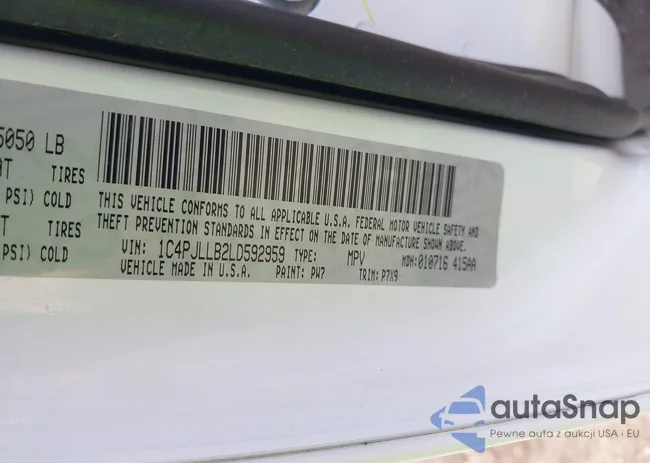 5050 LB
TIRES
PSI) COLD
TIRES
PSI) COLD
THIS VEHICLE CONFORMS TO ALL APPLICABLE U.S.A. FEDERAL MOTOR VEHICLE SAFETY AND
THEFT PREVENTION STANDARDS IN EFFECT ON THE DATE OF MANUFACTURE SHOWN ABOVE.
VIN: 1C4PJLLB2LD592959 TYPE: MPV MDH: 010716 415AA
VEHICLE MADE IN U.S.A. PAINT: PW7 TRIM: P7X9
autaSnap
Pewne auta z aukcji USA i EU